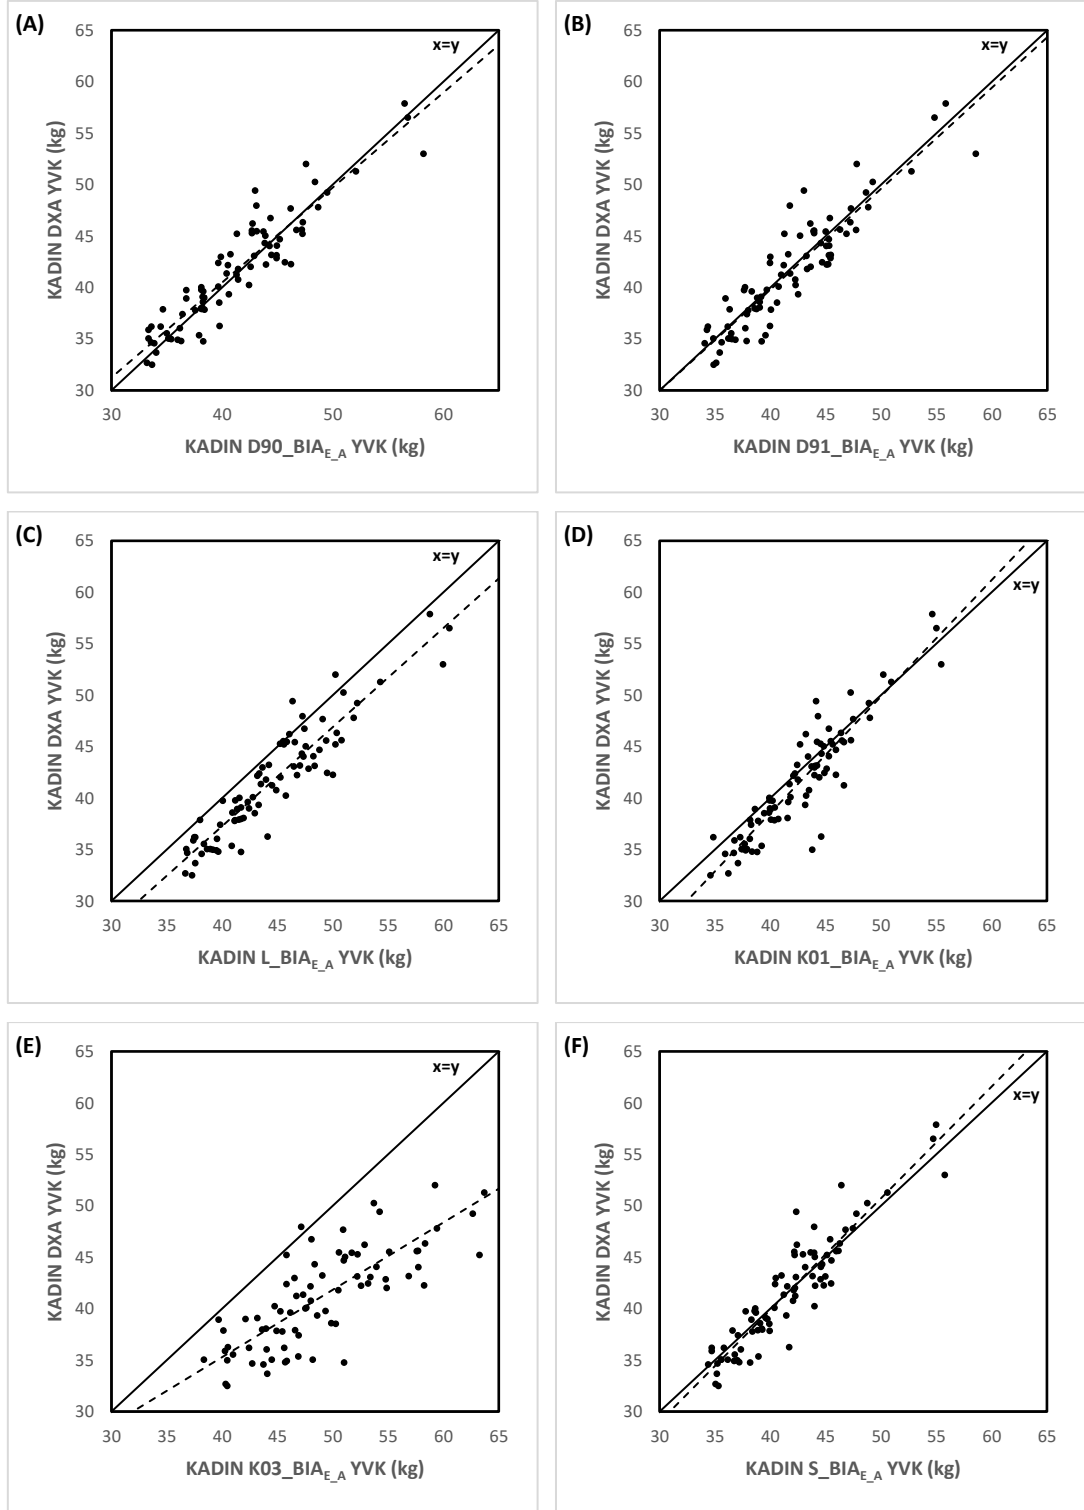 (A)
65
60
55
50
45
40
35
30
x=y
KADIN DXA YVK (kg)
30 40 50 60
KADIN D90_BIAE_A YVK (kg)
(B)
65
60
55
50
45
40
35
30
x=y
KADIN DXA YVK (kg)
30 35 40 45 50 55 60 65
KADIN D91_BIAE_A YVK (kg)
(C)
65
60
55
50
45
40
35
30
x=y
KADIN DXA YVK (kg)
30 35 40 45 50 55 60 65
KADIN L_BIAE_A YVK (kg)
(D)
65
60
55
50
45
40
35
30
x=y
KADIN DXA YVK (kg)
30 35 40 45 50 55 60 65
KADIN K01_BIAE_A YVK (kg)
(E)
65
60
55
50
45
40
35
30
x=y
KADIN DXA YVK (kg)
30 35 40 45 50 55 60 65
KADIN K03_BIAE_A YVK (kg)
(F)
65
60
55
50
45
40
35
30
x=y
KADIN DXA YVK (kg)
30 35 40 45 50 55 60 65
KADIN S_BIAE_A YVK (kg)